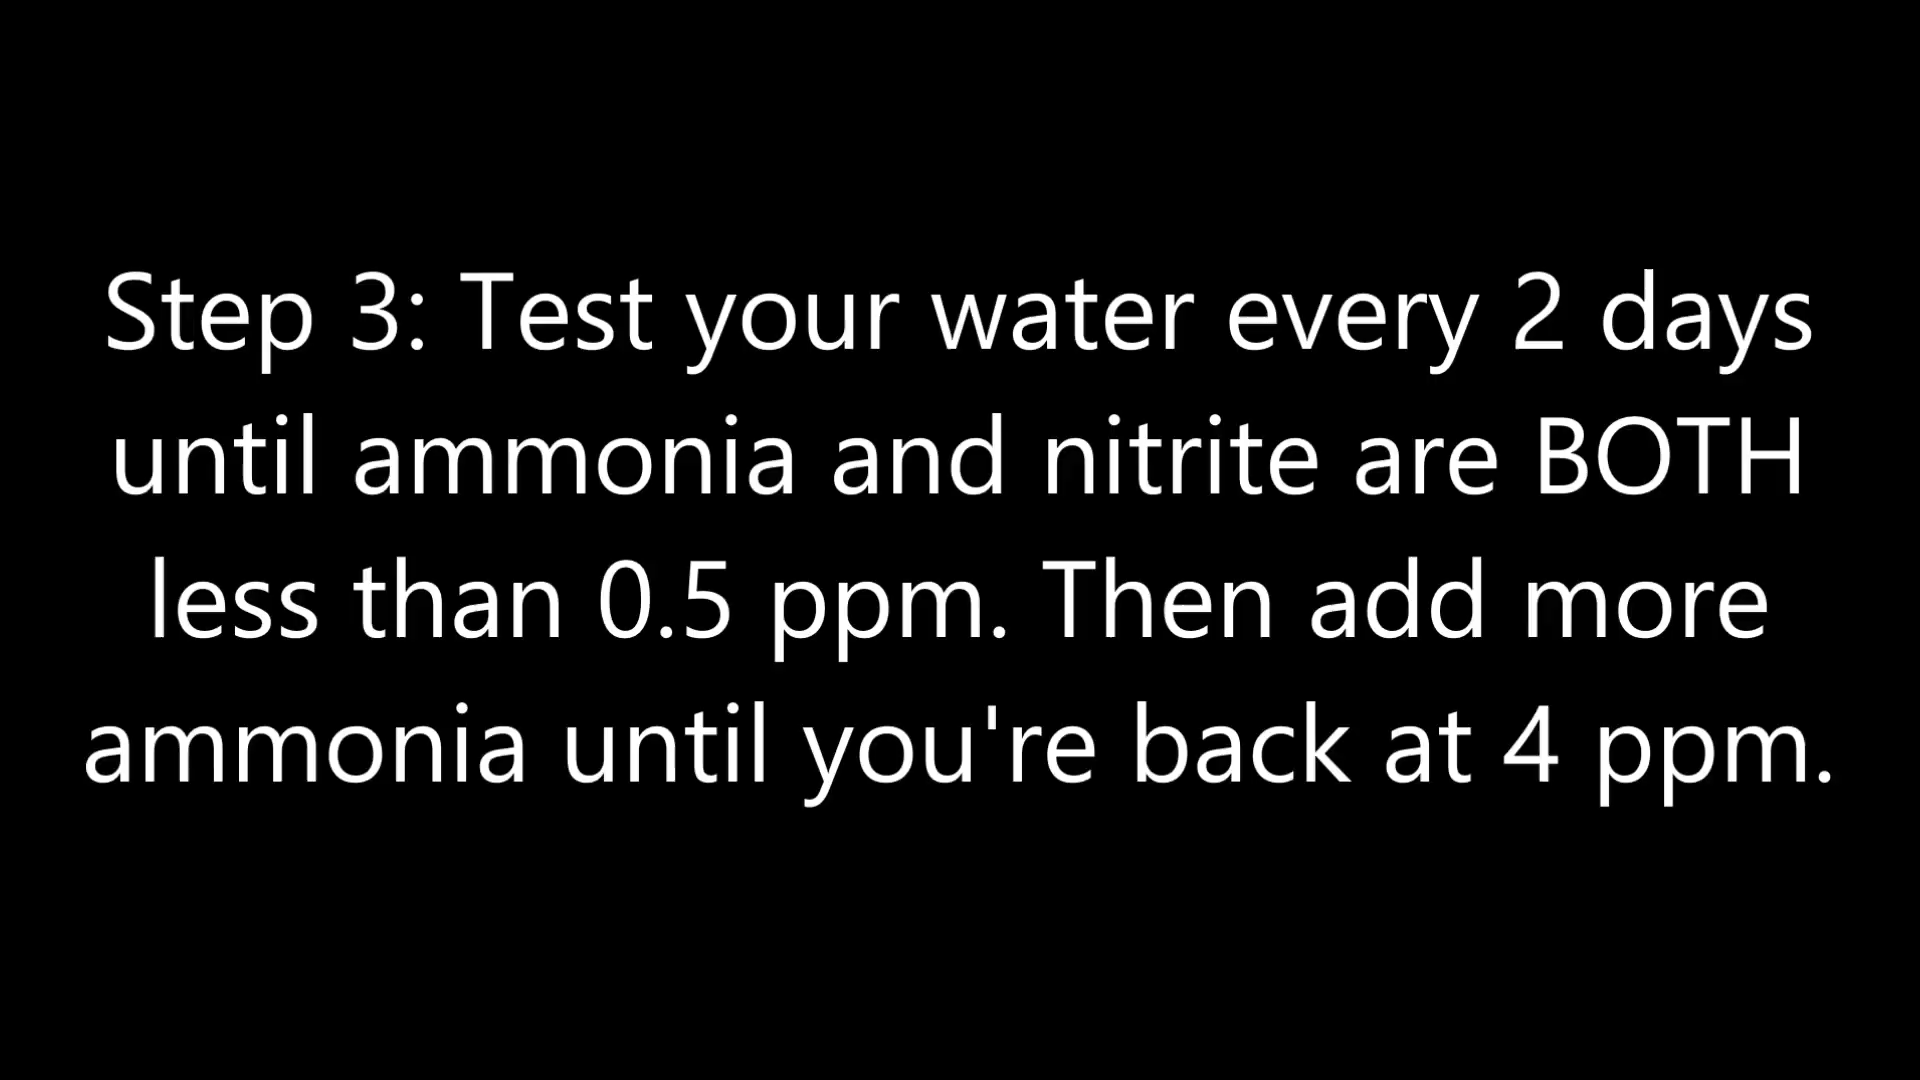 Step 3: Test your water every 2 days
until ammonia and nitrite are BOTH
less than 0.5 ppm. Then add more
ammonia until you're back at 4 ppm.